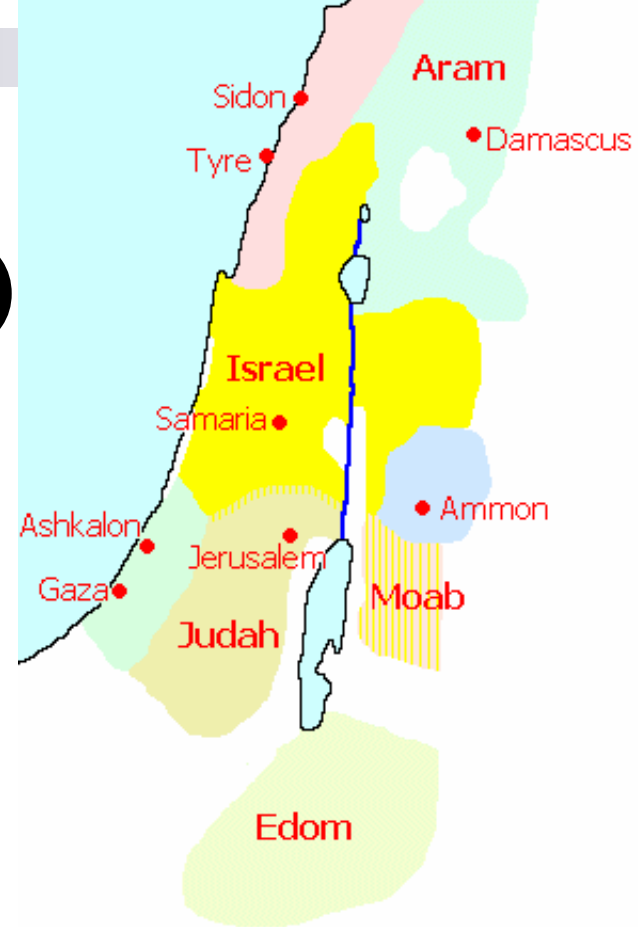 Aram
Sidon
Damascus
Tyre
Israel
Samaria
Ammon
Ashkalon
Jerusalem
Gaza
Moab
Judah
Edom